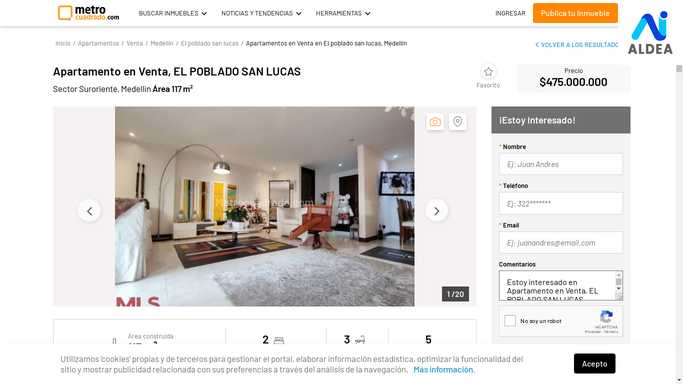 metro
cuadrado.com
BUSCAR INMUEBLES
NOTICIAS Y TENDENCIAS
HERRAMIENTAS
INGRESAR
Publica tu Inmueble
ALDEA
Inicio / Apartamentos / Venta / Medellín / El poblado san lucas / Apartamentos en Venta en El poblado san lucas, Medellín
< VOLVER A LOS RESULTADO
Apartamento en Venta, EL POBLADO SAN LUCAS
Sector Suroriente, Medellín Área 117 m²
Favorito
Precio
$475.000.000
1 / 20
MLS
¡Estoy Interesado!
* Nombre
Ej: Juan Andres
* Teléfono
Ej: 322*******
* Email
Ej: juanandres@email.com
Comentarios
Estoy interesado en
Apartamento en Venta, EL
POBLADO SAN LUCAS
No soy un robot
reCAPTCHA
Privacidad - Términos
Área construida
2
3
5
Utilizamos 'cookies' propias y de terceros para gestionar el portal, elaborar información estadística, optimizar la funcionalidad del
sitio y mostrar publicidad relacionada con sus preferencias a través del análisis de la navegación. Más información.
Acepto